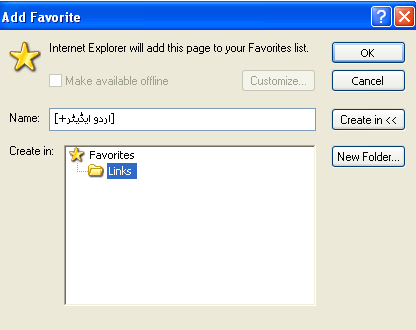 Add Favorite
Internet Explorer will add this page to your Favorites list.
OK
Make available offline
Customize...
Cancel
Name:
[اردو ایڈیٹر+]
Create in <<
Create in:
Favorites
Links
New Folder...